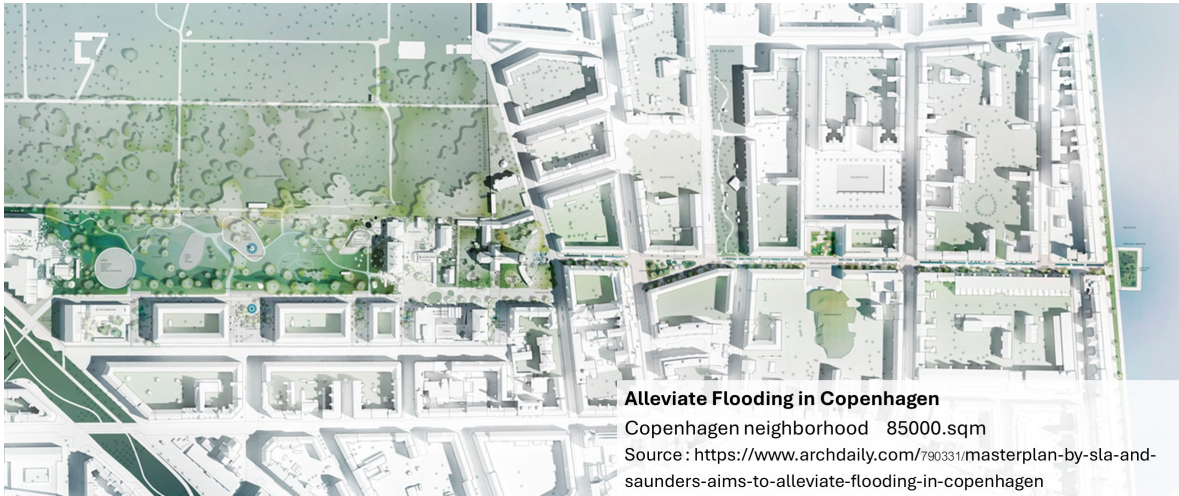 Alleviate Flooding in Copenhagen
Copenhagen neighborhood 85000.sqm
Source : https://www.archdaily.com/790331/masterplan-by-sla-and-
saunders-aims-to-alleviate-flooding-in-copenhagen